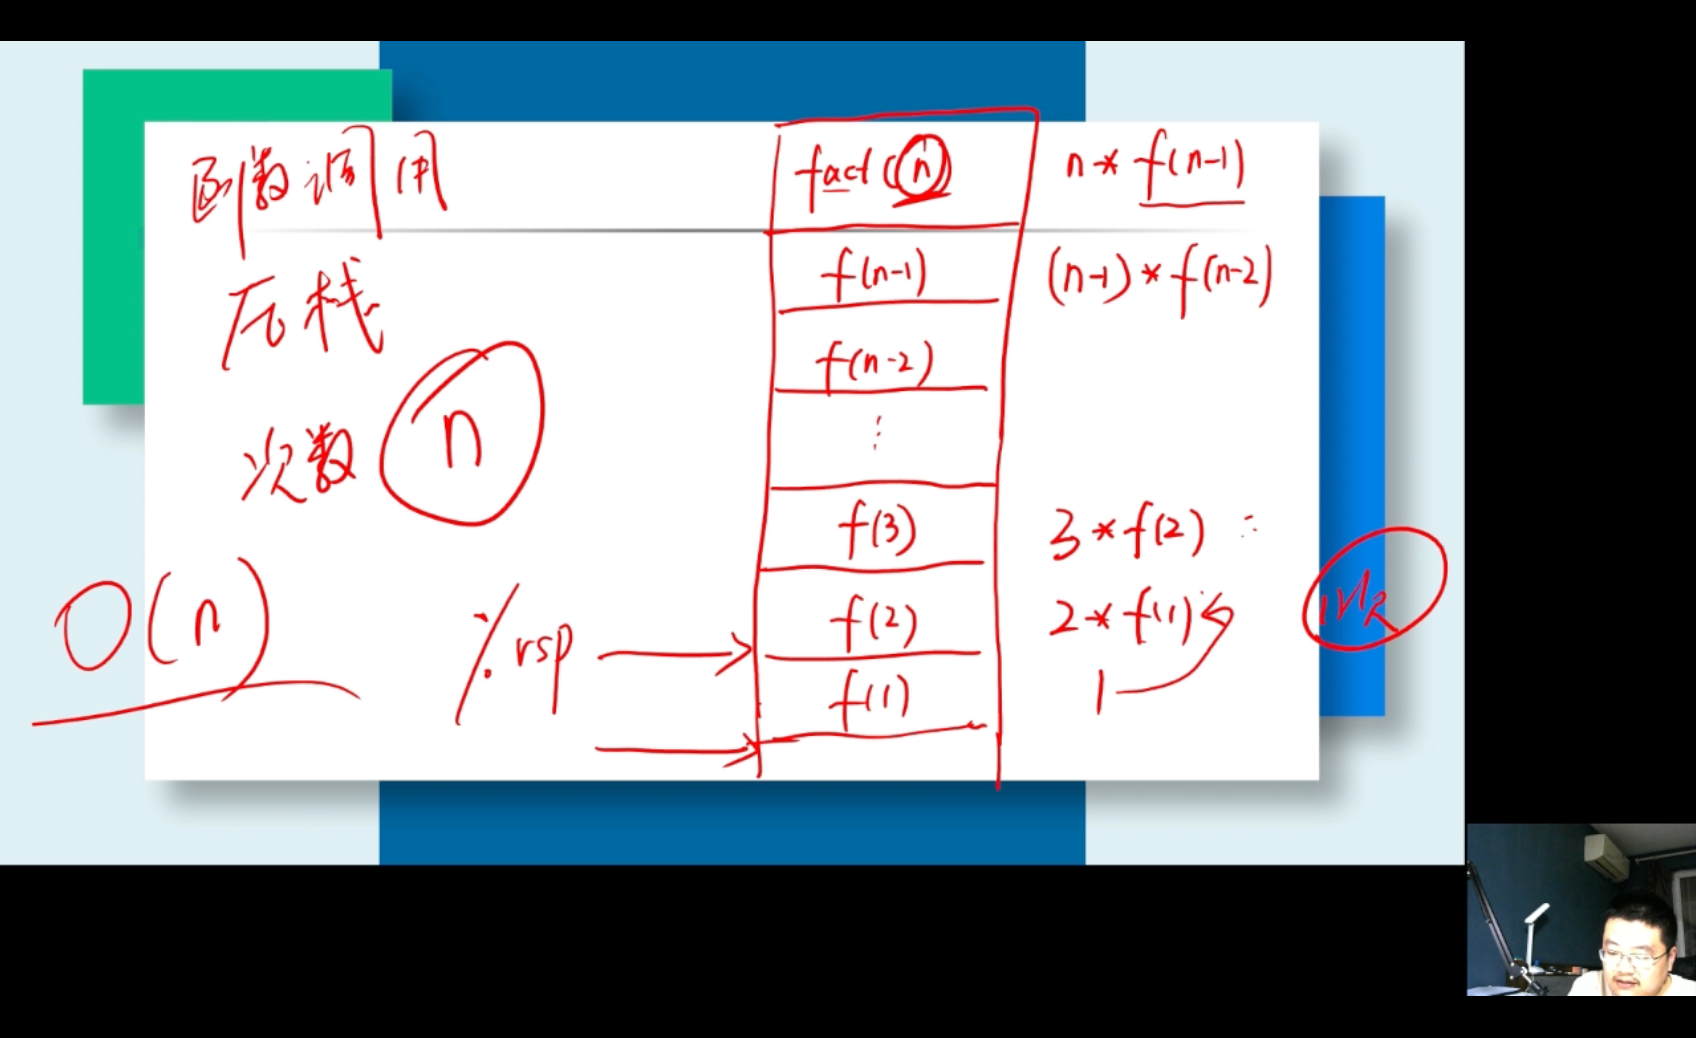 函数调用
压栈
次数 n
O(n)
%rsp
fact(n)
f(n-1)
f(n-2)
⋮
f(3)
f(2)
f(1)
n * f(n-1)
(n-1) * f(n-2)
3 * f(2)
2 * f(1)
1